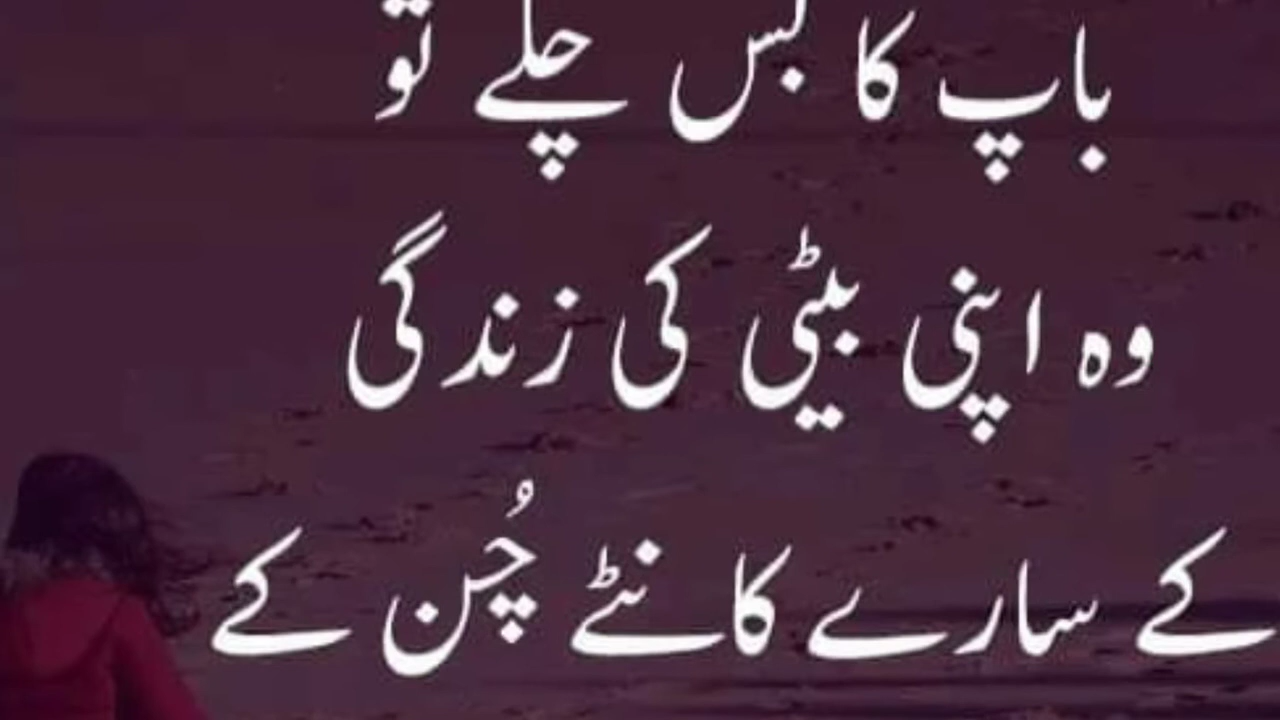 باپ کا بس چلے تو
وہ اپنی بیٹی کی زندگی
کے سارے کانٹے چُن کے